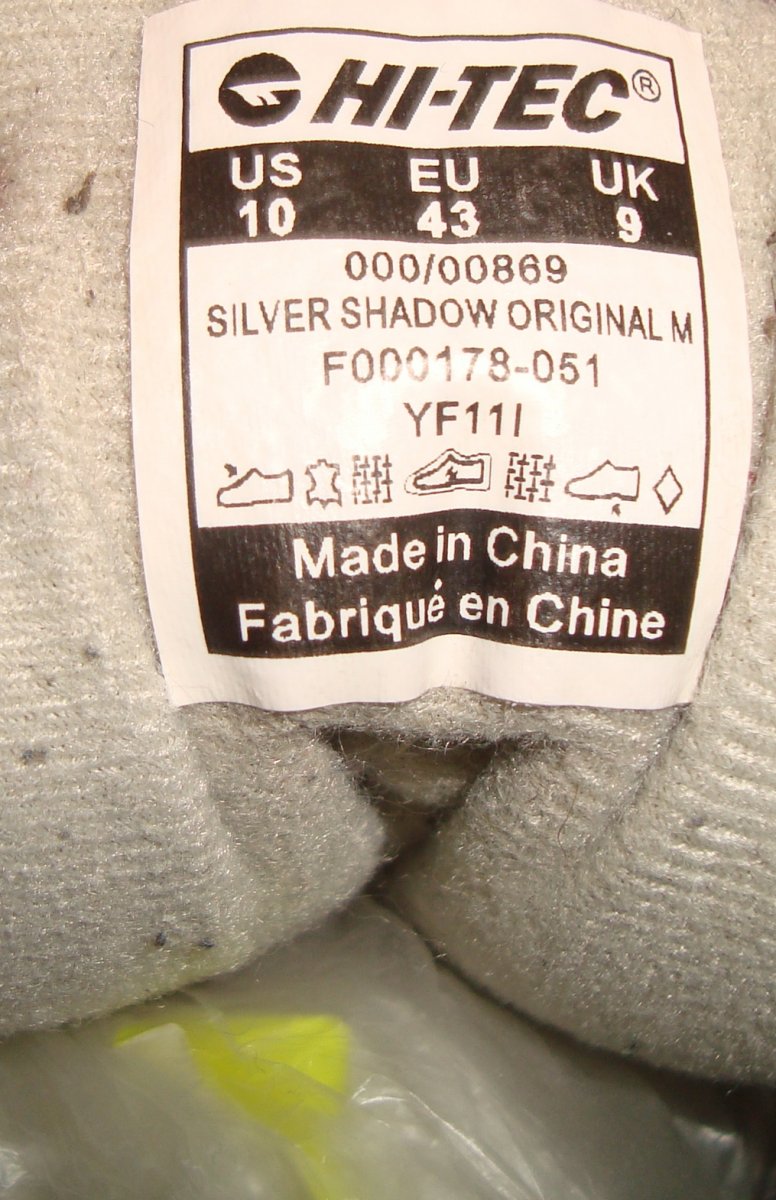 HI-TEC®
US EU UK
10 43 9
000/00869
SILVER SHADOW ORIGINAL M
F000178-051
YF11I
Made in China
Fabriqué en Chine